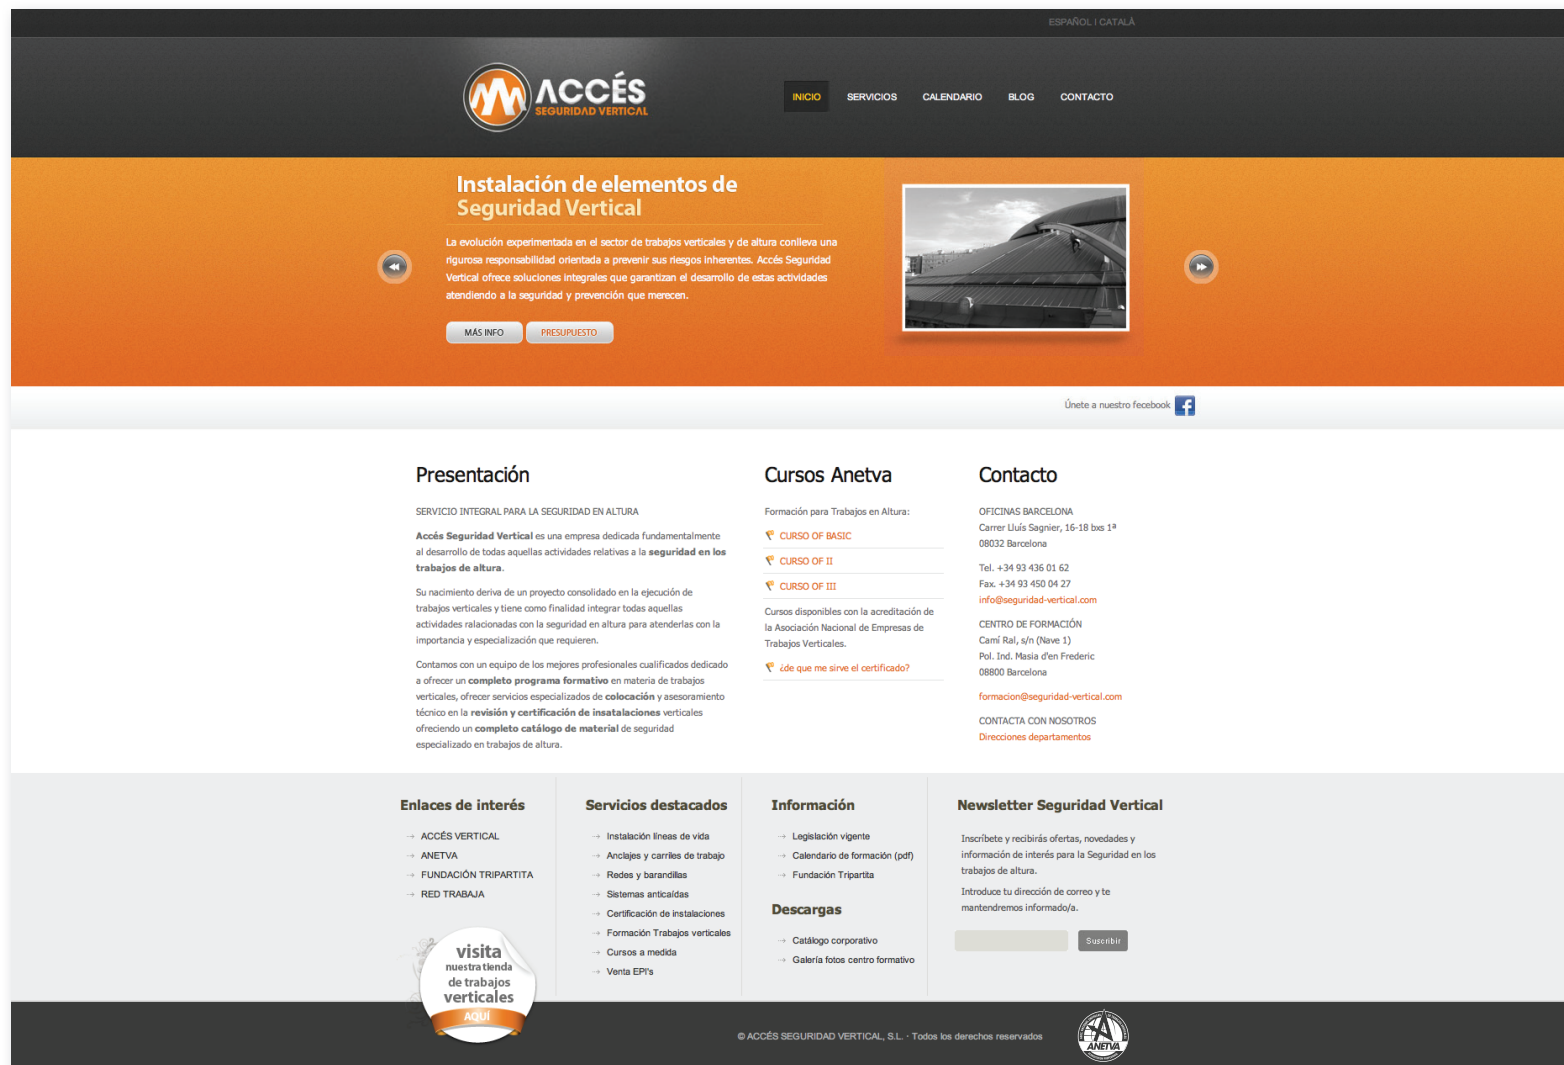 ESPAÑOL I CATALÀ
ACCÉS
SEGURIDAD VERTICAL
INICIO SERVICIOS CALENDARIO BLOG CONTACTO
Instalación de elementos de
Seguridad Vertical
La evolución experimentada en el sector de trabajos verticales y de altura conlleva una
rigurosa responsabilidad orientada a prevenir sus riesgos inherentes. Accés Seguridad
Vertical ofrece soluciones integrales que garantizan el desarrollo de estas actividades
atendiendo a la seguridad y prevención que merecen.
MÁS INFO PRESUPUESTO
Únete a nuestro fecebook
Presentación
SERVICIO INTEGRAL PARA LA SEGURIDAD EN ALTURA
Accés Seguridad Vertical es una empresa dedicada fundamentalmente
al desarrollo de todas aquellas actividades relativas a la seguridad en los
trabajos de altura.
Su nacimiento deriva de un proyecto consolidado en la ejecución de
trabajos verticales y tiene como finalidad integrar todas aquellas
actividades ralacionadas con la seguridad en altura para atenderlas con la
importancia y especialización que requieren.
Contamos con un equipo de los mejores profesionales cualificados dedicado
a ofrecer un completo programa formativo en materia de trabajos
verticales, ofrecer servicios especializados de colocación y asesoramiento
técnico en la revisión y certificación de insatalaciones verticales
ofreciendo un completo catálogo de material de seguridad
especializado en trabajos de altura.
Cursos Anetva
Formación para Trabajos en Altura:
CURSO OF BASIC
CURSO OF II
CURSO OF III
Cursos disponibles con la acreditación de
la Asociación Nacional de Empresas de
Trabajos Verticales.
¿de que me sirve el certificado?
Contacto
OFICINAS BARCELONA
Carrer Lluís Sagnier, 16-18 bxs 1ª
08032 Barcelona
Tel. +34 93 436 01 62
Fax. +34 93 450 04 27
info@seguridad-vertical.com
CENTRO DE FORMACIÓN
Camí Ral, s/n (Nave 1)
Pol. Ind. Masia d'en Frederic
08800 Barcelona
formacion@seguridad-vertical.com
CONTACTA CON NOSOTROS
Direcciones departamentos
Enlaces de interés
ACCÉS VERTICAL
ANETVA
FUNDACIÓN TRIPARTITA
RED TRABAJA
visita
nuestra tienda
de trabajos
verticales
AQUÍ
Servicios destacados
Instalación líneas de vida
Anclajes y carriles de trabajo
Redes y barandillas
Sistemas anticaídas
Certificación de instalaciones
Formación Trabajos verticales
Cursos a medida
Venta EPI's
Información
Legislación vigente
Calendario de formación (pdf)
Fundación Tripartita
Descargas
Catálogo corporativo
Galería fotos centro formativo
Newsletter Seguridad Vertical
Inscríbete y recibirás ofertas, novedades y
información de interés para la Seguridad en los
trabajos de altura.
Introduce tu dirección de correo y te
mantendremos informado/a.
Suscribir
© ACCÉS SEGURIDAD VERTICAL, S.L. · Todos los derechos reservados
ANETVA